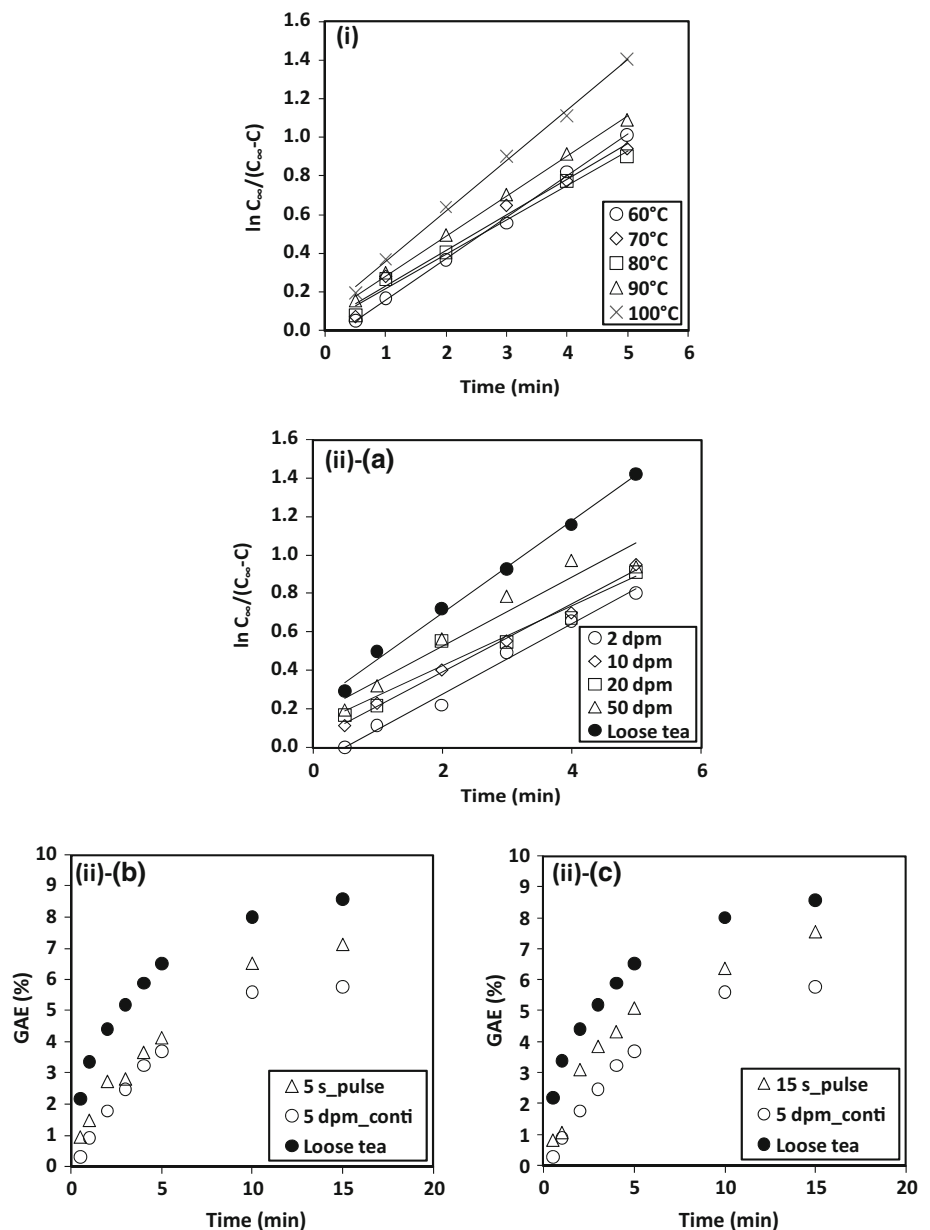 (i)
1.6
1.4
1.2
1.0
0.8
0.6
0.4
0.2
0.0
ln C∞/(C∞-C)
60°C
70°C
80°C
90°C
100°C
0 1 2 3 4 5 6
Time (min)
(ii)-(a)
1.6
1.4
1.2
1.0
0.8
0.6
0.4
0.2
0.0
ln C∞/(C∞-C)
2 dpm
10 dpm
20 dpm
50 dpm
Loose tea
0 2 4 6
Time (min)
(ii)-(b)
10
9
8
7
6
5
4
3
2
1
0
GAE (%)
5 s_pulse
5 dpm_conti
Loose tea
0 5 10 15 20
Time (min)
(ii)-(c)
10
9
8
7
6
5
4
3
2
1
0
GAE (%)
15 s_pulse
5 dpm_conti
Loose tea
0 5 10 15 20
Time (min)